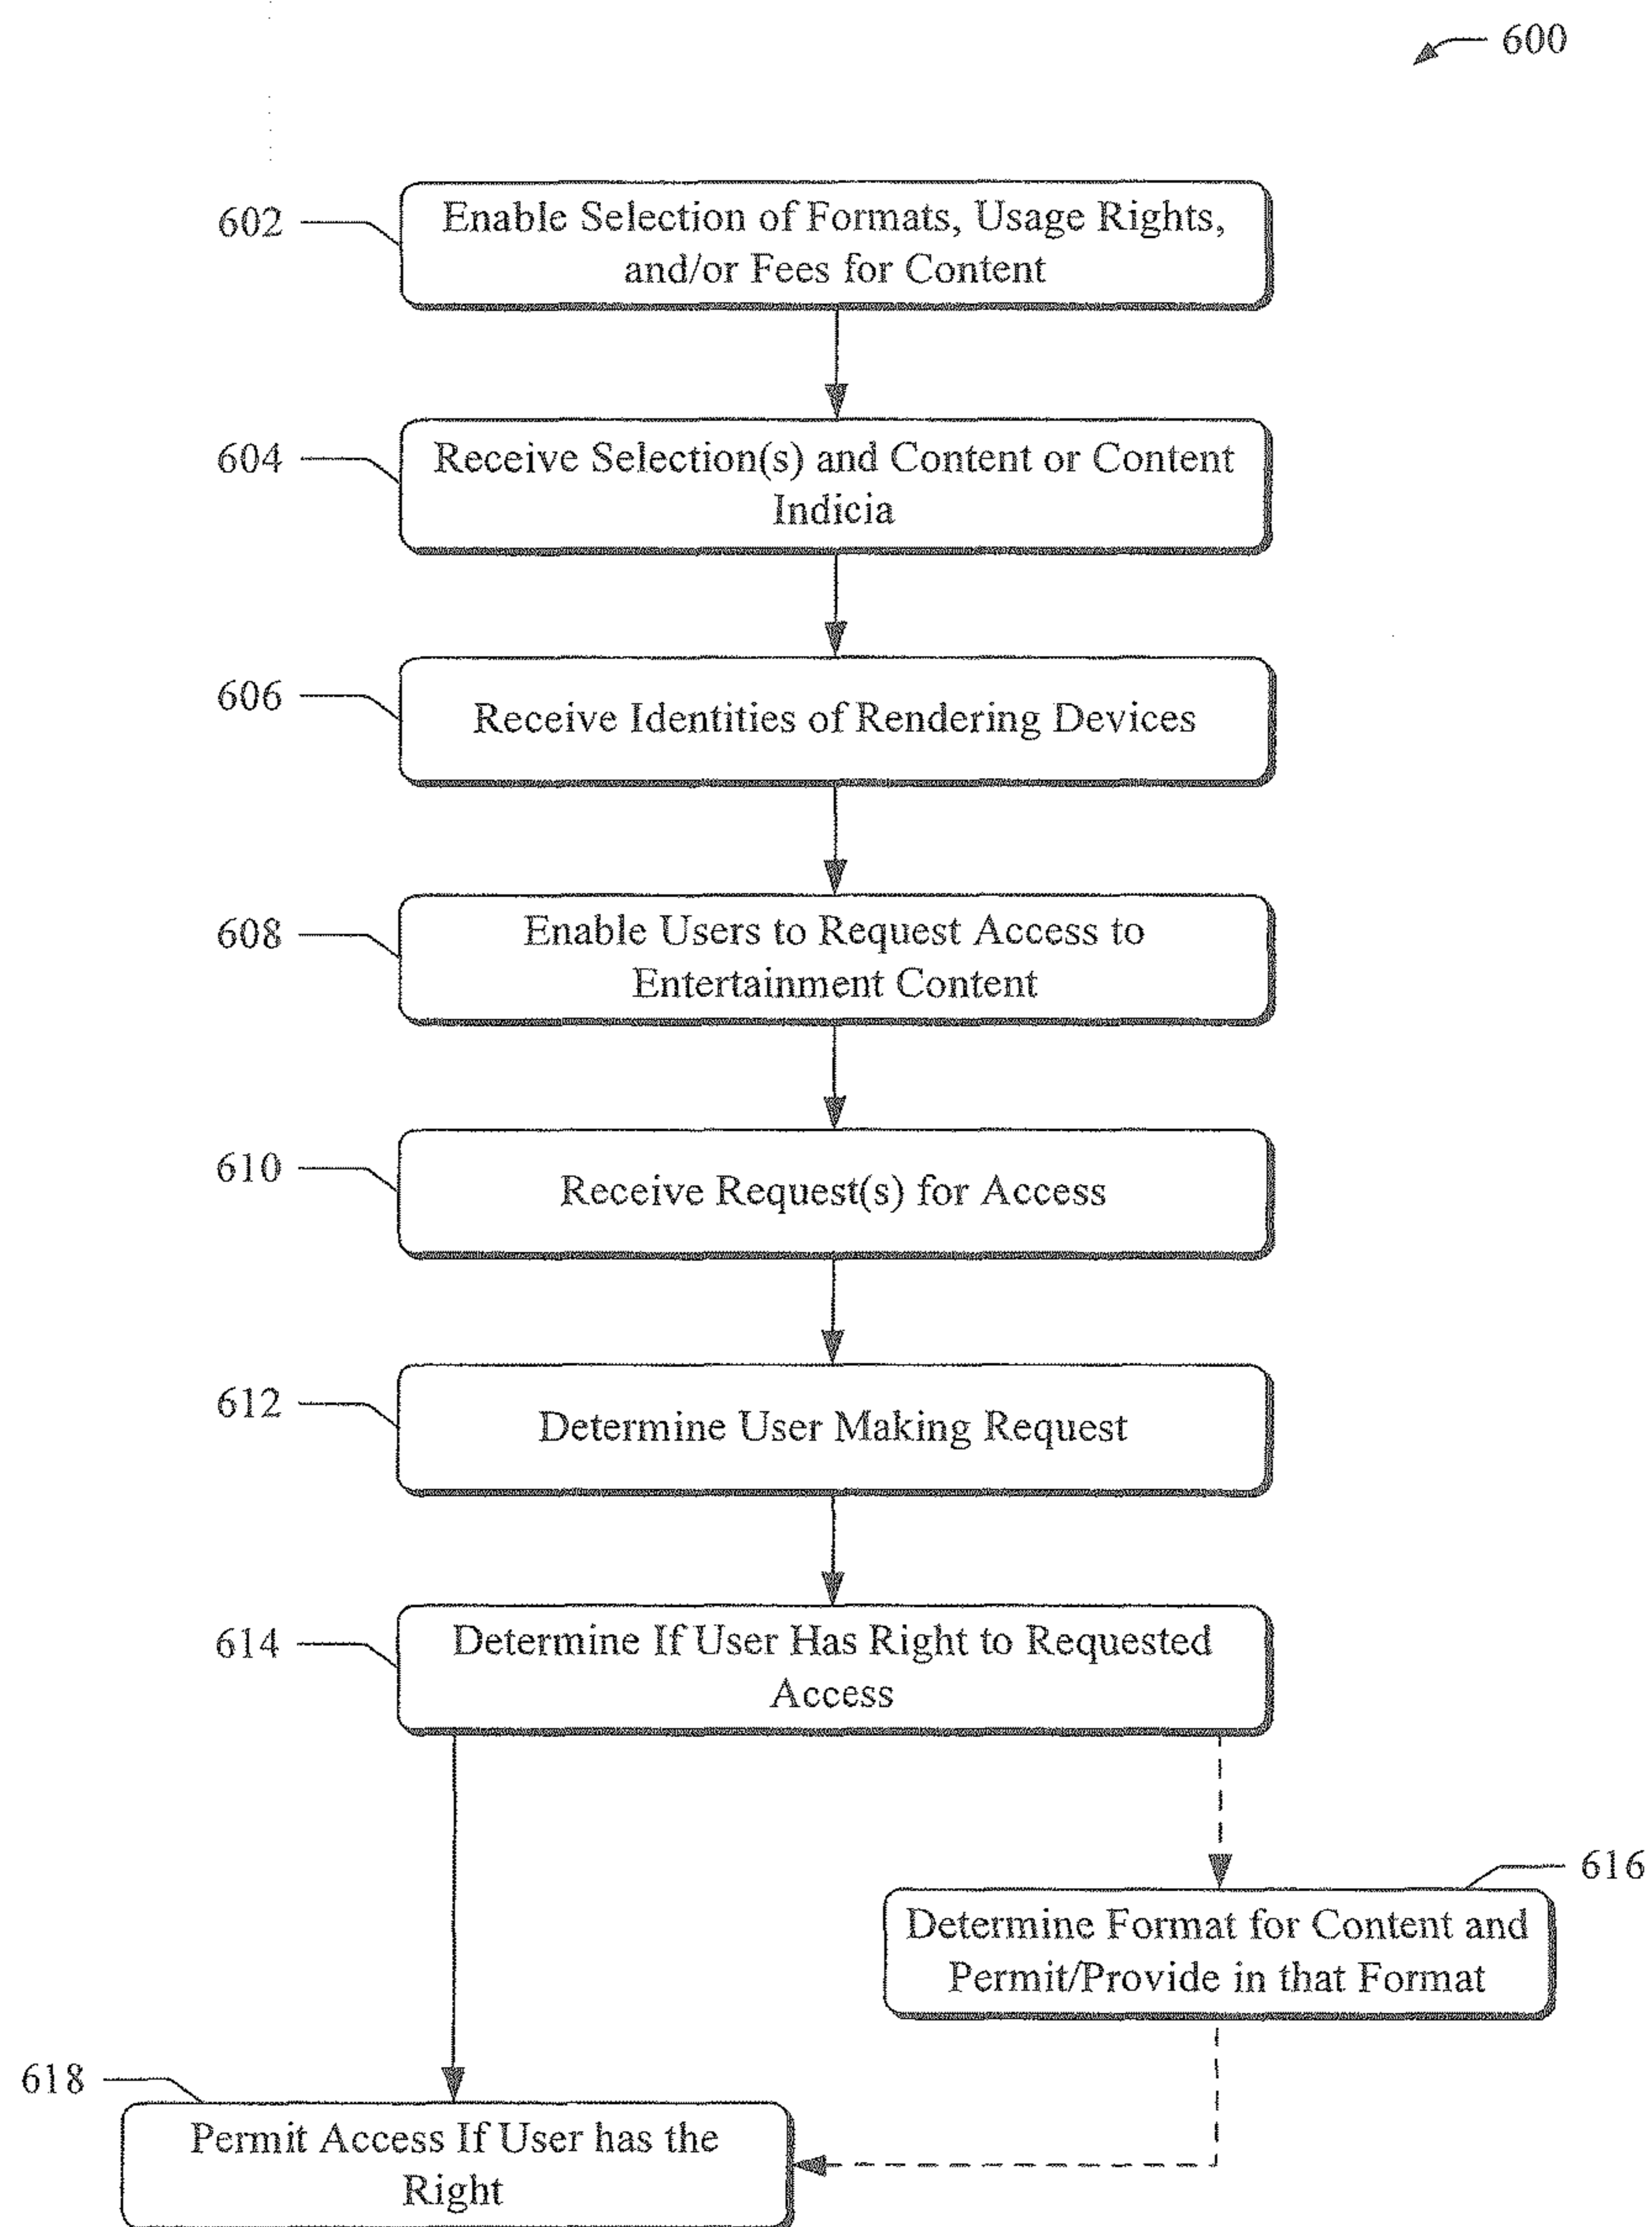 600
602
Enable Selection of Formats, Usage Rights,
and/or Fees for Content
604
Receive Selection(s) and Content or Content
Indicia
606
Receive Identities of Rendering Devices
608
Enable Users to Request Access to
Entertainment Content
610
Receive Request(s) for Access
612
Determine User Making Request
614
Determine If User Has Right to Requested
Access
616
Determine Format for Content and
Permit/Provide in that Format
618
Permit Access If User has the
Right